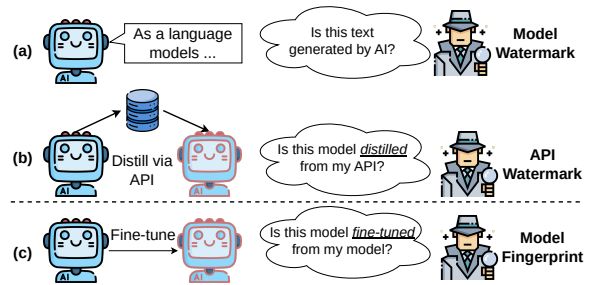 (a)
As a language
models ...
Is this text
generated by AI?
Model
Watermark
AI
(b)
Distill via
API
Is this model distilled
from my API?
API
Watermark
AI
AI
(c)
Fine-tune
Is this model fine-tuned
from my model?
Model
Fingerprint
AI
AI